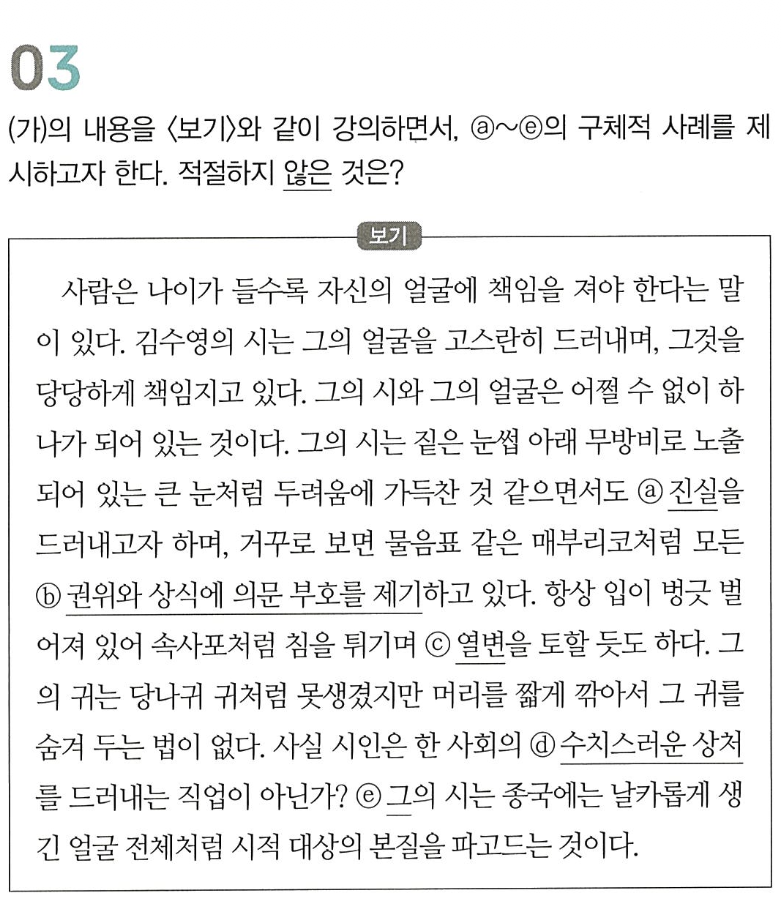 03
(가)의 내용을 〈보기〉와 같이 강의하면서, ⓐ~ⓔ의 구체적 사례를 제
시하고자 한다. 적절하지 않은 것은?
보기
사람은 나이가 들수록 자신의 얼굴에 책임을 져야 한다는 말
이 있다. 김수영의 시는 그의 얼굴을 고스란히 드러내며, 그것을
당당하게 책임지고 있다. 그의 시와 그의 얼굴은 어쩔 수 없이 하
나가 되어 있는 것이다. 그의 시는 짙은 눈썹 아래 무방비로 노출
되어 있는 큰 눈처럼 두려움에 가득찬 것 같으면서도 ⓐ진실을
드러내고자 하며, 거꾸로 보면 물음표 같은 매부리코처럼 모든
ⓑ권위와 상식에 의문 부호를 제기하고 있다. 항상 입이 벙긋 벌
어져 있어 속사포처럼 침을 튀기며 ⓒ열변을 토할 듯도 하다. 그
의 귀는 당나귀 귀처럼 못생겼지만 머리를 짧게 깎아서 그 귀를
숨겨 두는 법이 없다. 사실 시인은 한 사회의 ⓓ수치스러운 상처
를 드러내는 직업이 아닌가? ⓔ그의 시는 종국에는 날카롭게 생
긴 얼굴 전체처럼 시적 대상의 본질을 파고드는 것이다.